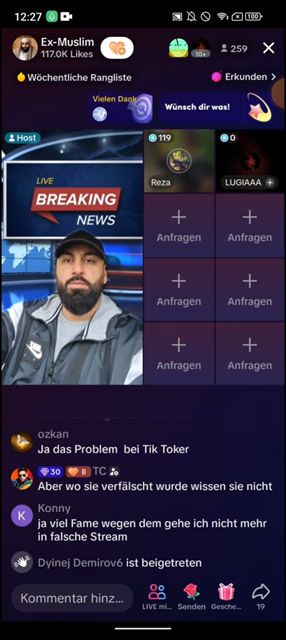 12:27
100
Ex-Muslim
117.0K Likes
10+
259
Wöchentliche Rangliste
Erkunden >
Vielen Dank
Wünsch dir was!
Host
119
0
LIVE
BREAKING
NEWS
Reza
LUGIAAA +
Anfragen
Anfragen
Anfragen
Anfragen
Anfragen
Anfragen
ozkan
Ja das Problem bei Tik Toker
30 II TC
Aber wo sie verfälscht wurde wissen sie nicht
K
Konny
ja viel Fame wegen dem gehe ich nicht mehr
in falsche Stream
Dyinej Demirov6 ist beigetreten
Kommentar hinz...
LIVE mi...
Senden
Gesche...
19